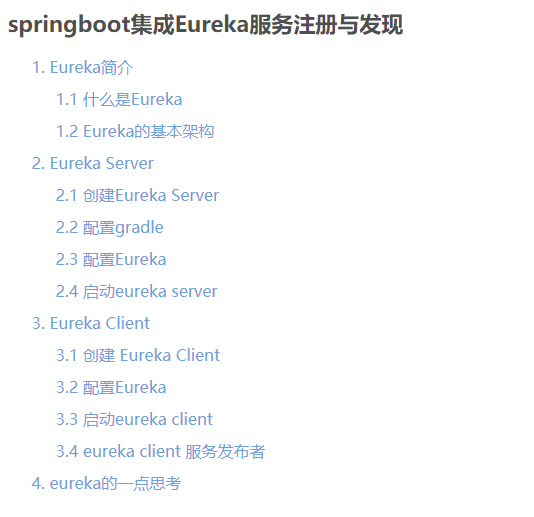 springboot集成Eureka服务注册与发现
1. Eureka简介
1.1 什么是Eureka
1.2 Eureka的基本架构
2. Eureka Server
2.1 创建Eureka Server
2.2 配置gradle
2.3 配置Eureka
2.4 启动eureka server
3. Eureka Client
3.1 创建 Eureka Client
3.2 配置Eureka
3.3 启动eureka client
3.4 eureka client 服务发布者
4. eureka的一点思考